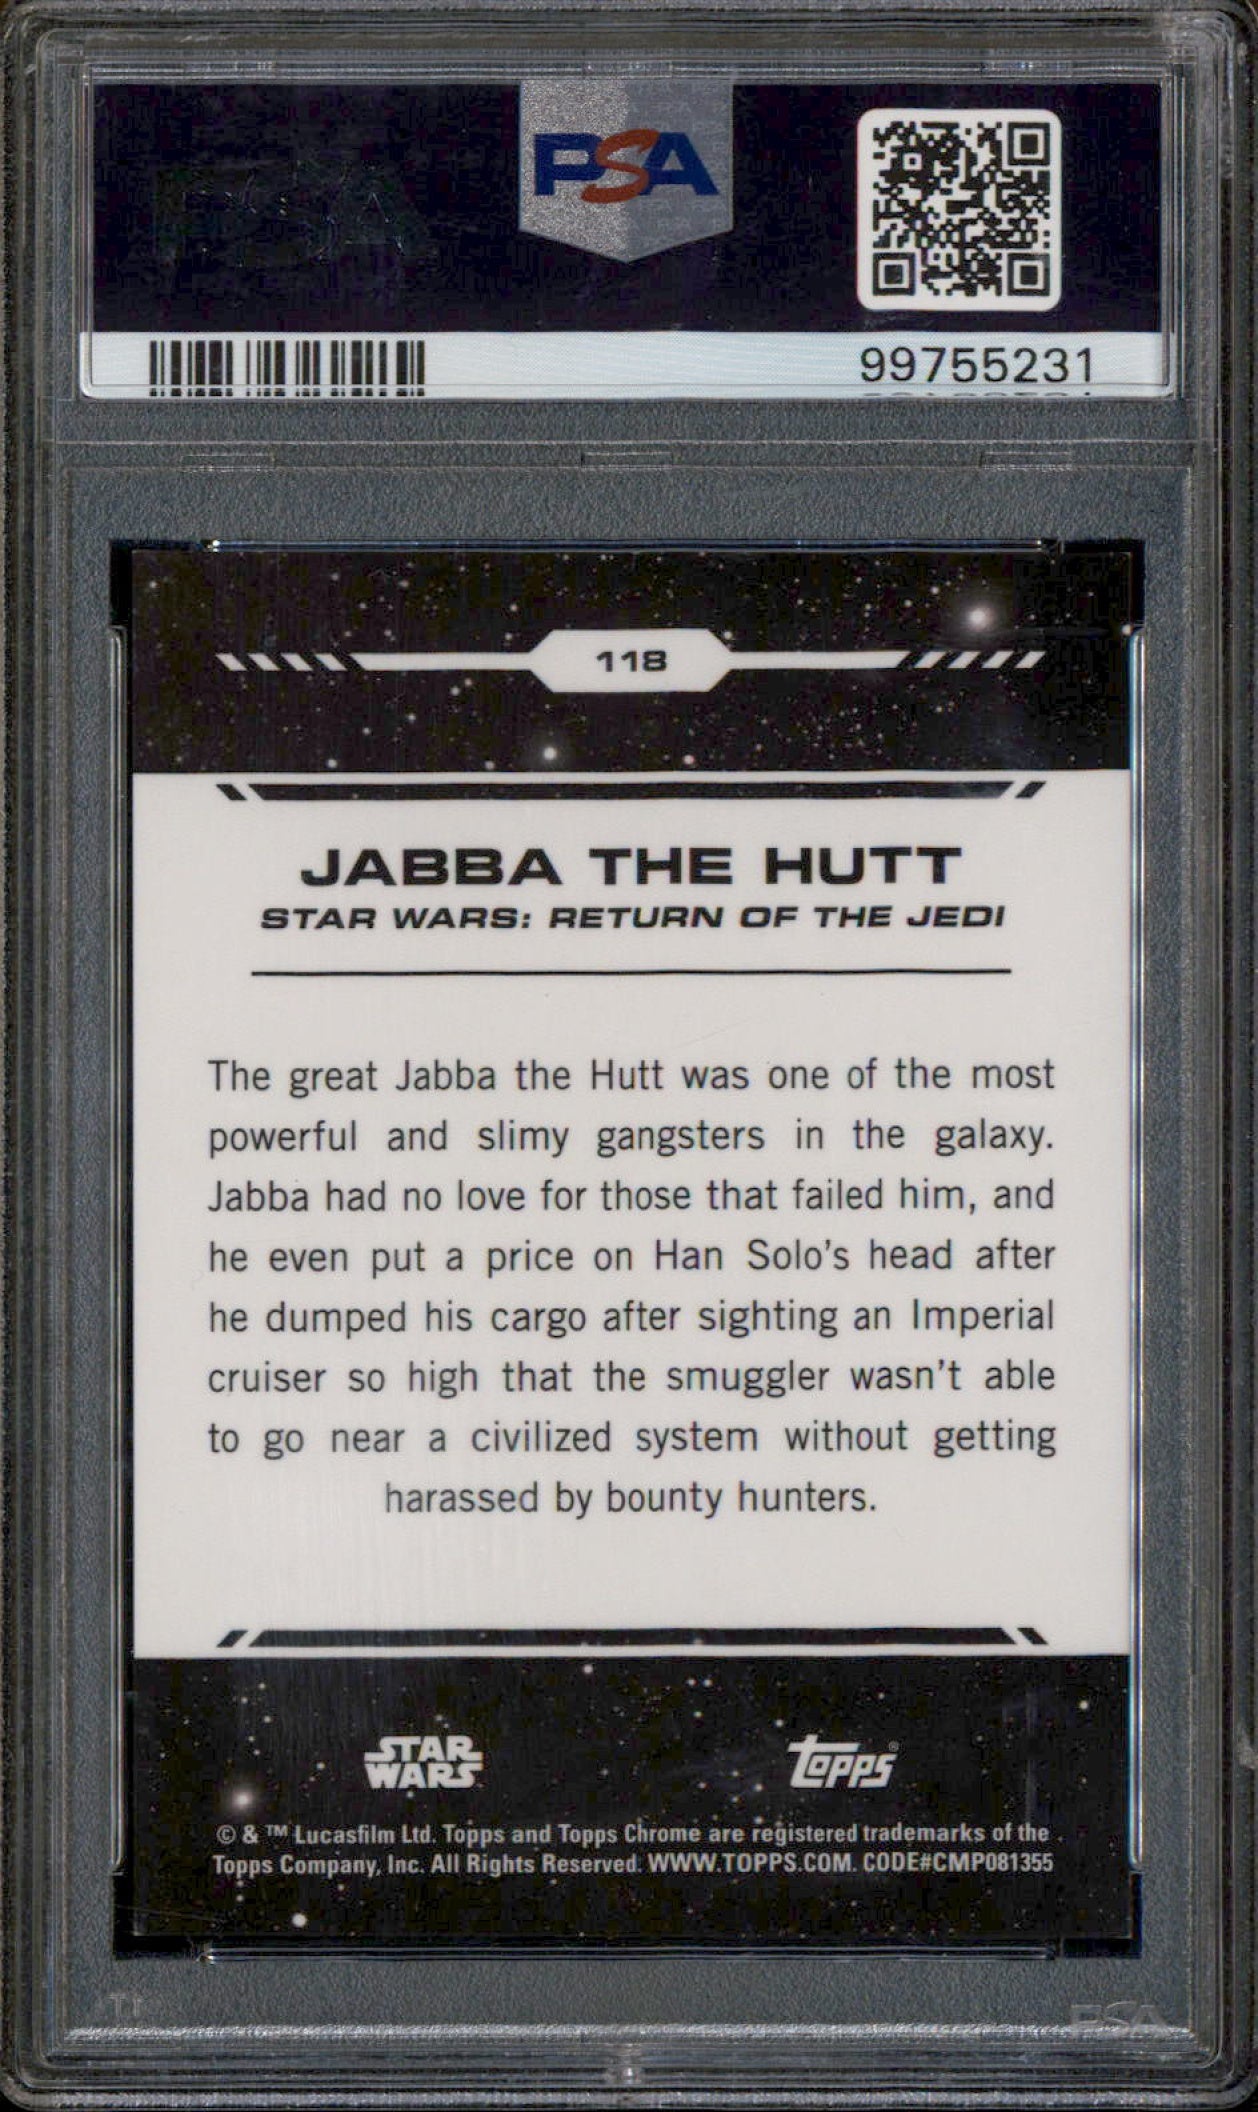 PSA
99755231
118
JABBA THE HUTT
STAR WARS: RETURN OF THE JEDI
The great Jabba the Hutt was one of the most
powerful and slimy gangsters in the galaxy.
Jabba had no love for those that failed him, and
he even put a price on Han Solo's head after
he dumped his cargo after sighting an Imperial
cruiser so high that the smuggler wasn't able
to go near a civilized system without getting
harassed by bounty hunters.
STAR WARS
Topps®
© & ™ Lucasfilm Ltd. Topps and Topps Chrome are registered trademarks of the
Topps Company, Inc. All Rights Reserved. WWW.TOPPS.COM. CODE#CMP081355
PSA